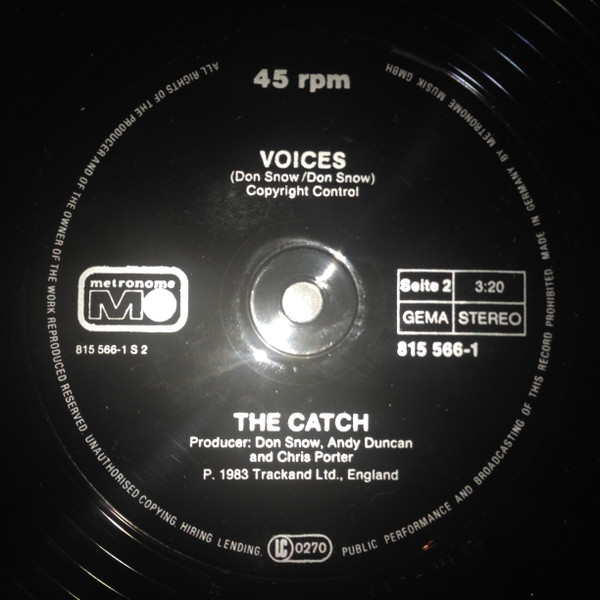 45 rpm
VOICES
(Don Snow/Don Snow)
Copyright Control
metronome
815 566-1 S 2
Seite 2
3:20
GEMA
STEREO
815 566-1
THE CATCH
Producer: Don Snow, Andy Duncan
and Chris Porter
P. 1983 Trackand Ltd., England
ALL RIGHTS OF THE PRODUCER AND OF THE OWNER OF THE WORK REPRODUCED RESERVED. UNAUTHORISED COPYING. HIRING LENDING. LC 0270 PUBLIC PERFORMANCE AND BROADCASTING OF THIS RECORD PROHIBITED. MADE IN GERMANY BY METRONOME MUSIK GMBH